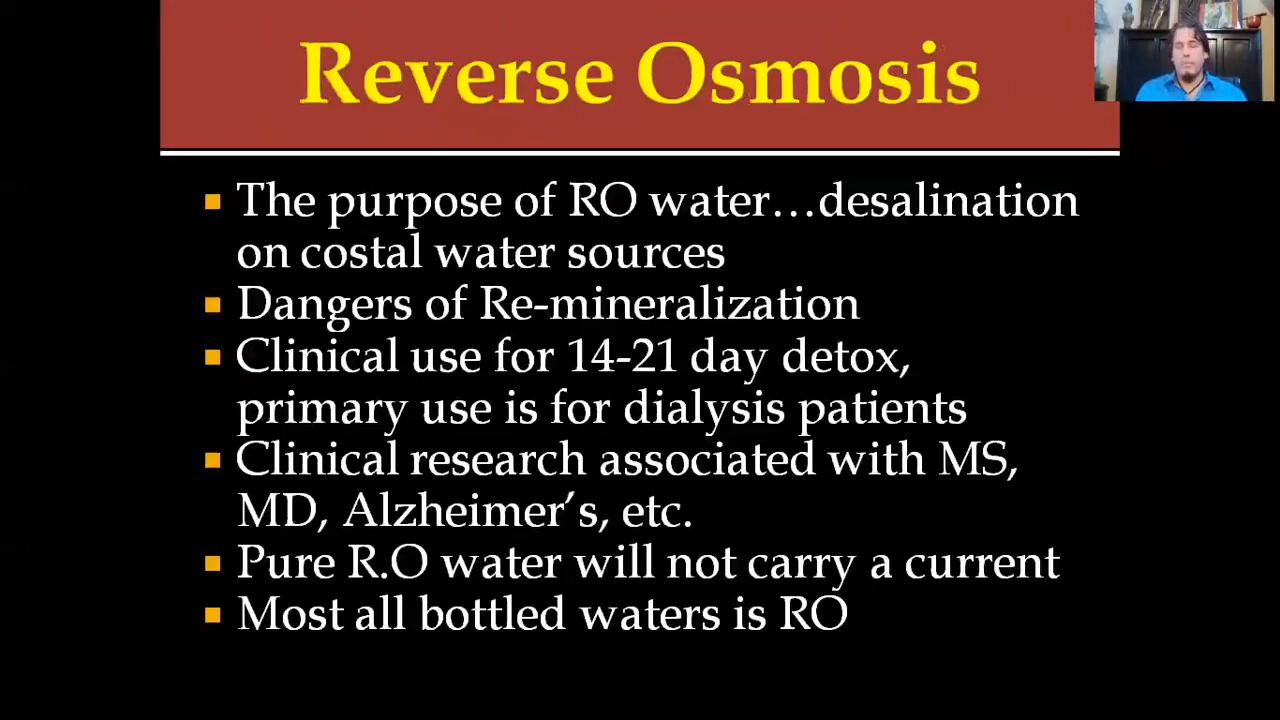 Reverse Osmosis
The purpose of RO water…desalination
on costal water sources
Dangers of Re-mineralization
Clinical use for 14-21 day detox,
primary use is for dialysis patients
Clinical research associated with MS,
MD, Alzheimer’s, etc.
Pure R.O water will not carry a current
Most all bottled waters is RO